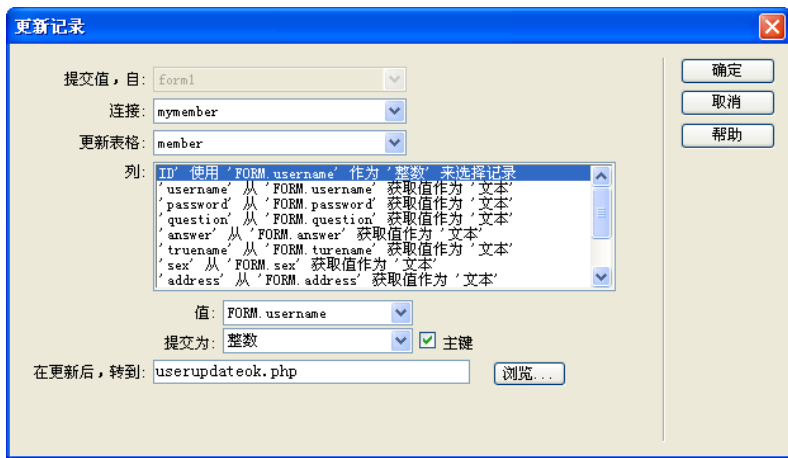 更新记录
提交值，自: form1
确定
连接: mymember
取消
更新表格: member
帮助
列: ID' 使用 'FORM.username' 作为 '整数' 来选择记录
'username' 从 'FORM.username' 获取值作为 '文本'
'password' 从 'FORM.password' 获取值作为 '文本'
'question' 从 'FORM.question' 获取值作为 '文本'
'answer' 从 'FORM.answer' 获取值作为 '文本'
'truename' 从 'FORM.turename' 获取值作为 '文本'
'sex' 从 'FORM.sex' 获取值作为 '文本'
'address' 从 'FORM.address' 获取值作为 '文本'
值: FORM.username
提交为: 整数 主键
在更新后，转到: userupdateok.php 浏览...